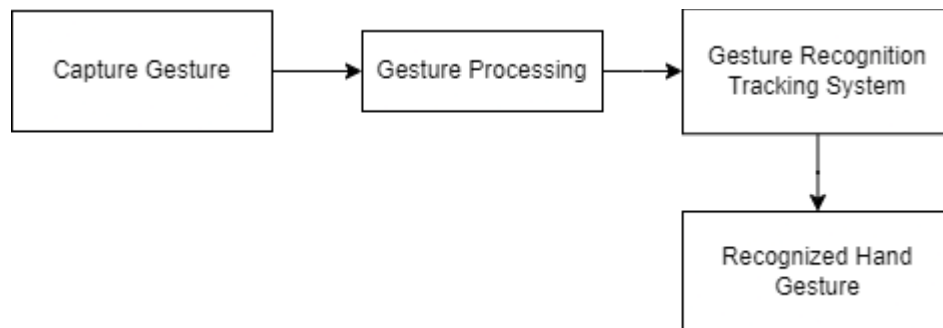 Capture Gesture
Gesture Processing
Gesture Recognition
Tracking System
Recognized Hand
Gesture